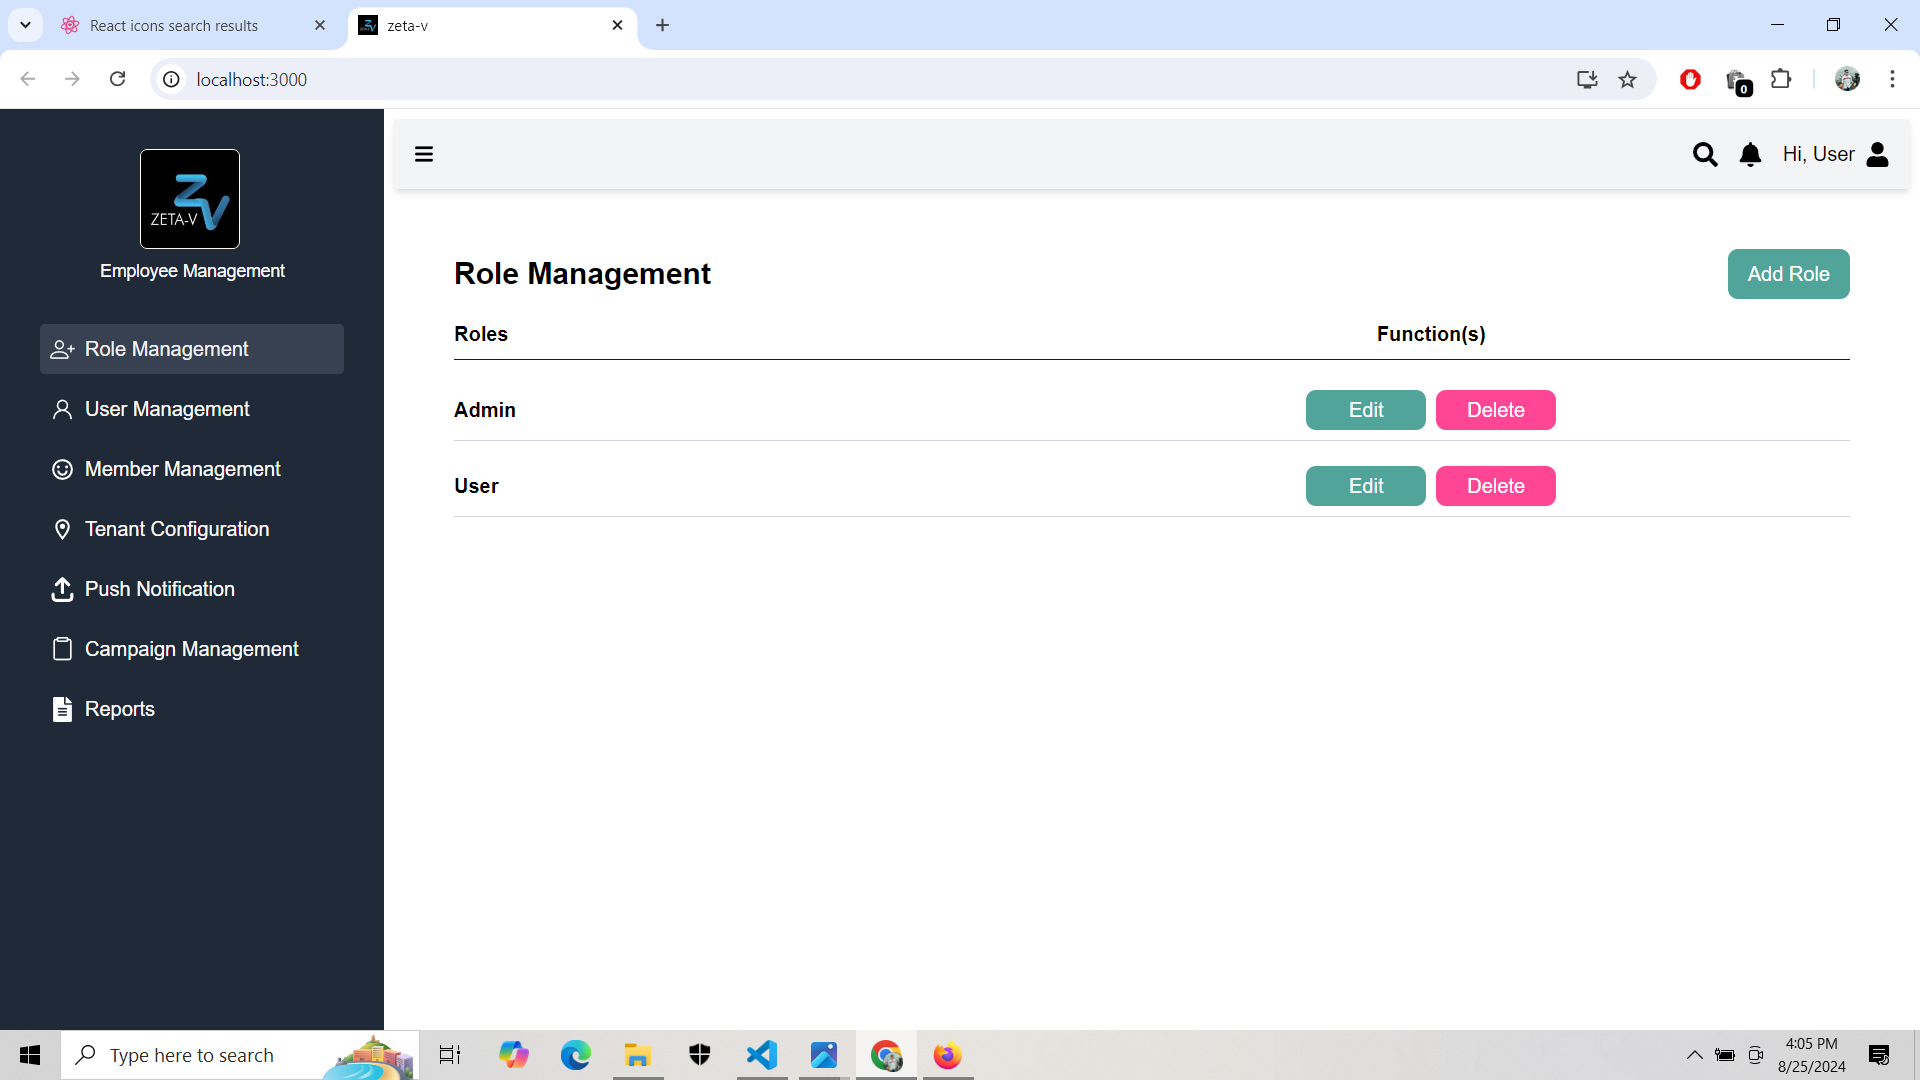 React icons search results
zeta-v
localhost:3000
0
ZETA-V
Employee Management
Hi, User
Role Management
Add Role
Roles
Function(s)
Admin
Edit
Delete
User
Edit
Delete
Role Management
User Management
Member Management
Tenant Configuration
Push Notification
Campaign Management
Reports
Type here to search
4:05 PM
8/25/2024